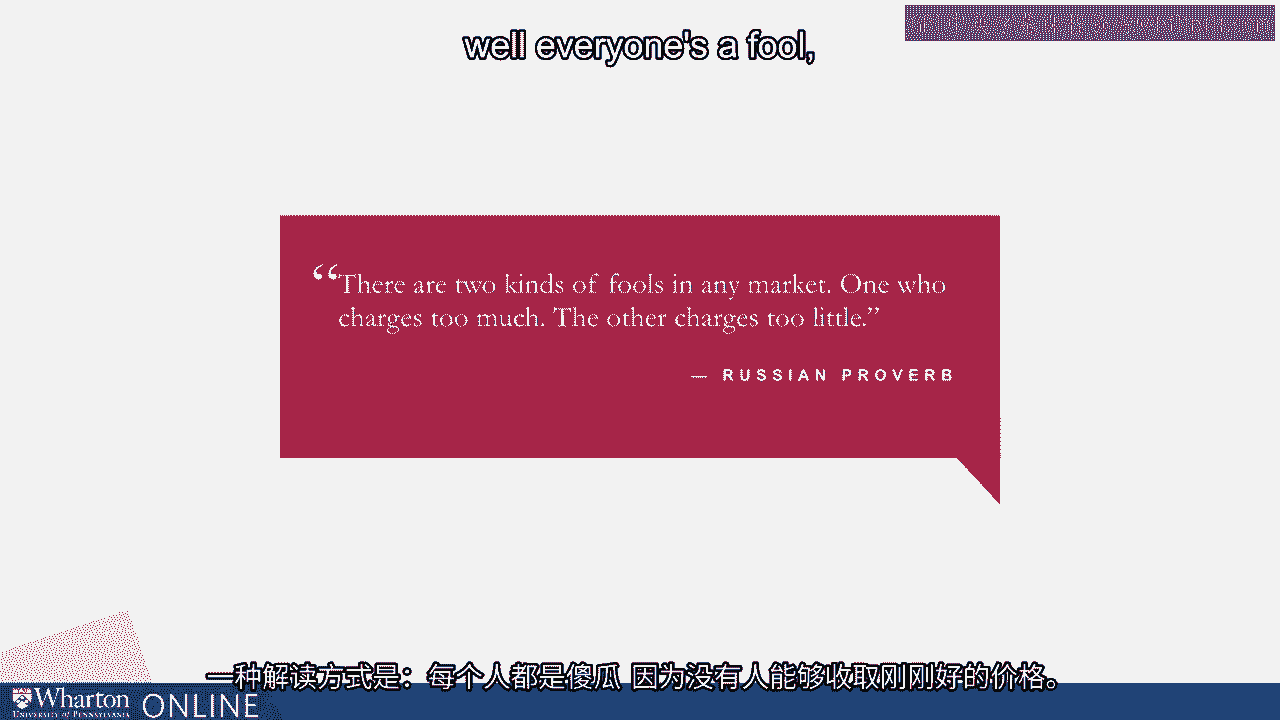 well everyone's a fool,
“There are two kinds of fools in any market. One who
charges too much. The other charges too little.”
— RUSSIAN PROVERB
一种解读方式是：每个人都是傻瓜 因为没有人能够收取刚刚好的价格。
Wharton ONLINE
UNIVERSITY of PENNSYLVANIA